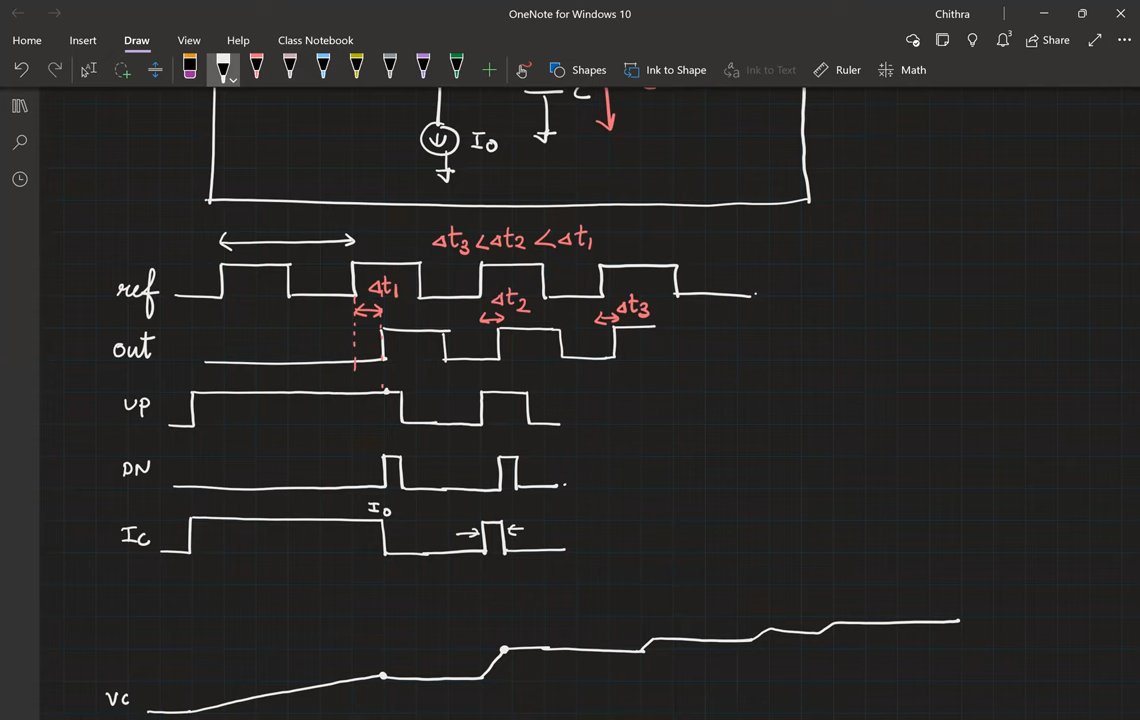 OneNote for Windows 10
Chithra
Home Insert Draw View Help Class Notebook
3
Share
Shapes
Ink to Shape
Ink to Text
Ruler
Math
C
I0
Δt3 < Δt2 < Δt1
ref
Δt1
Δt2
Δt3
out
UP
DN
I0
IC
VC